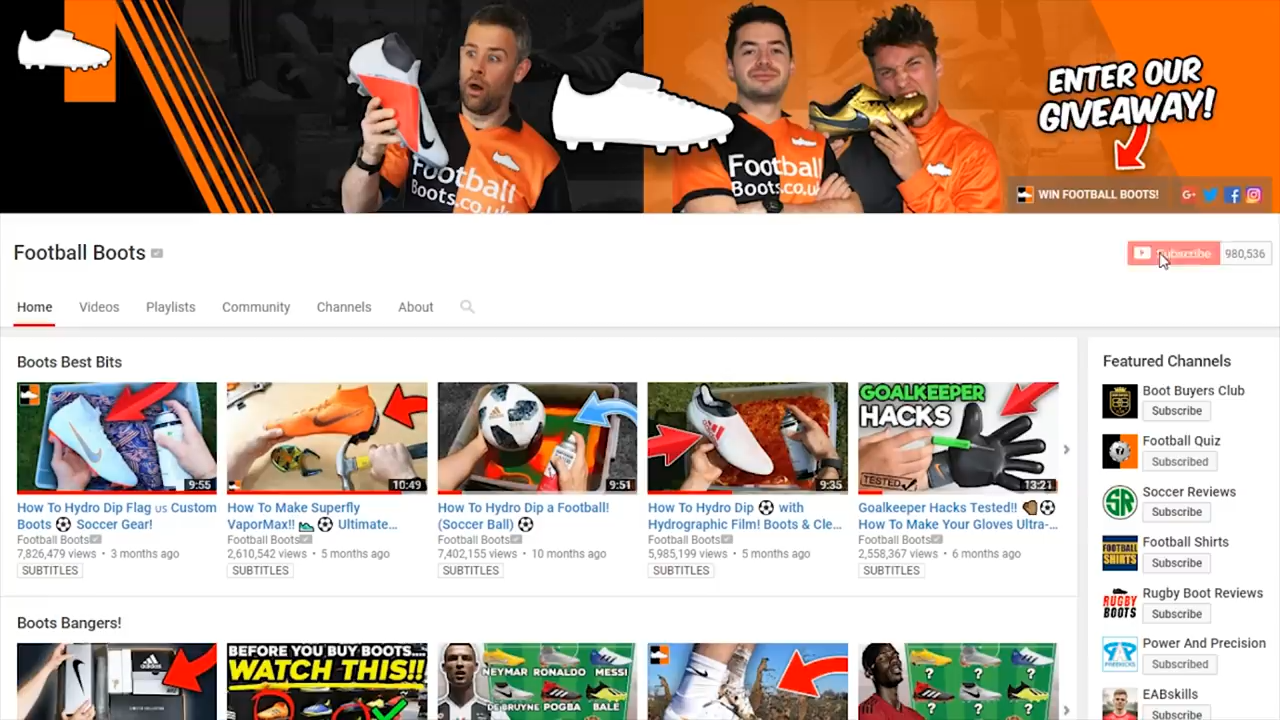 ENTER OUR
GIVEAWAY!
Football
Boots.co.uk
Football
Boots.co.uk
WIN FOOTBALL BOOTS!
Football Boots
Subscribe 980,536
Home Videos Playlists Community Channels About
Boots Best Bits
9:55
10:49
9:51
9:35
GOALKEEPER
HACKS
TESTED
13:21
How To Hydro Dip Flag us Custom
Boots ⚽ Soccer Gear!
Football Boots
7,826,479 views • 3 months ago
SUBTITLES
How To Make Superfly
VaporMax!! 👟 ⚽ Ultimate...
Football Boots
2,610,542 views • 5 months ago
SUBTITLES
How To Hydro Dip a Football!
(Soccer Ball) ⚽
Football Boots
7,402,155 views • 10 months ago
SUBTITLES
How To Hydro Dip ⚽ with
Hydrographic Film! Boots & Cle...
Football Boots
5,985,199 views • 5 months ago
SUBTITLES
Goalkeeper Hacks Tested!! ⚽
How To Make Your Gloves Ultra-...
Football Boots
2,558,367 views • 6 months ago
SUBTITLES
Boots Bangers!
adidas
BEFORE YOU BUY BOOTS...
WATCH THIS!!
NEYMAR RONALDO MESSI
DE BRUYNE POGBA BALE
? ? ?
? ? ?
Featured Channels
Boot Buyers Club
Subscribe
Football Quiz
Subscribed
SR
Soccer Reviews
Subscribe
FOOTBALL
SHIRTS
Football Shirts
Subscribe
RUGBY
BOOTS
Rugby Boot Reviews
Subscribe
FREEKICKS
Power And Precision
Subscribed
EABskills
Subscribe